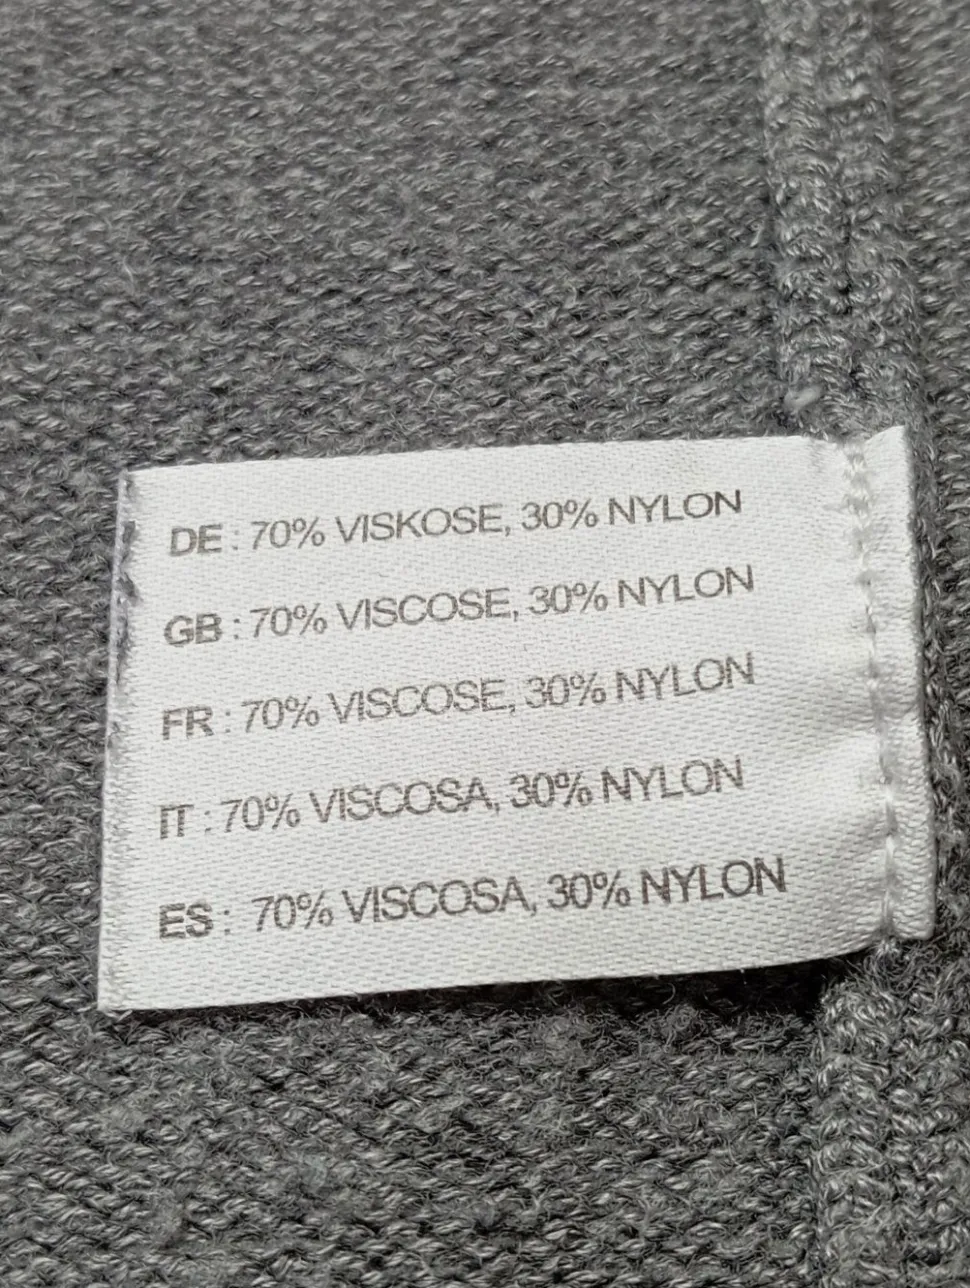 DE : 70% VISKOSE, 30% NYLON
GB : 70% VISCOSE, 30% NYLON
FR : 70% VISCOSE, 30% NYLON
IT : 70% VISCOSA, 30% NYLON
ES : 70% VISCOSA, 30% NYLON